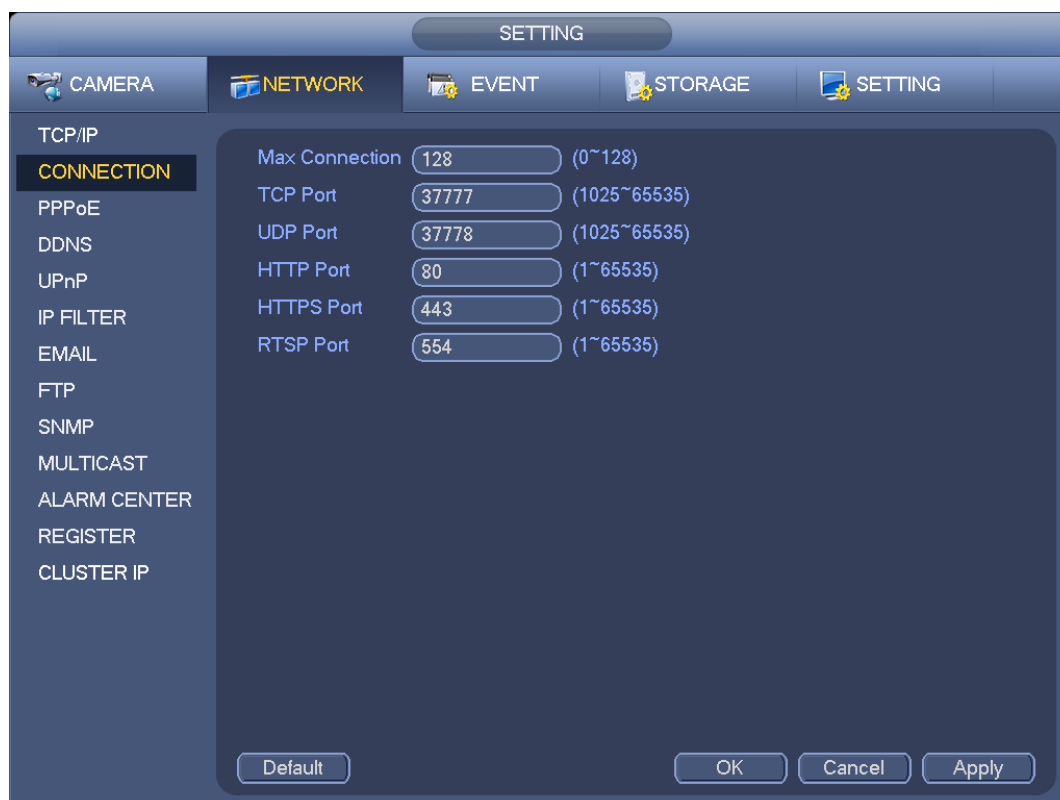 SETTING
CAMERA NETWORK EVENT STORAGE SETTING
TCP/IP
CONNECTION
PPPoE
DDNS
UPnP
IP FILTER
EMAIL
FTP
SNMP
MULTICAST
ALARM CENTER
REGISTER
CLUSTER IP
Max Connection 128 (0~128)
TCP Port 37777 (1025~65535)
UDP Port 37778 (1025~65535)
HTTP Port 80 (1~65535)
HTTPS Port 443 (1~65535)
RTSP Port 554 (1~65535)
Default OK Cancel Apply